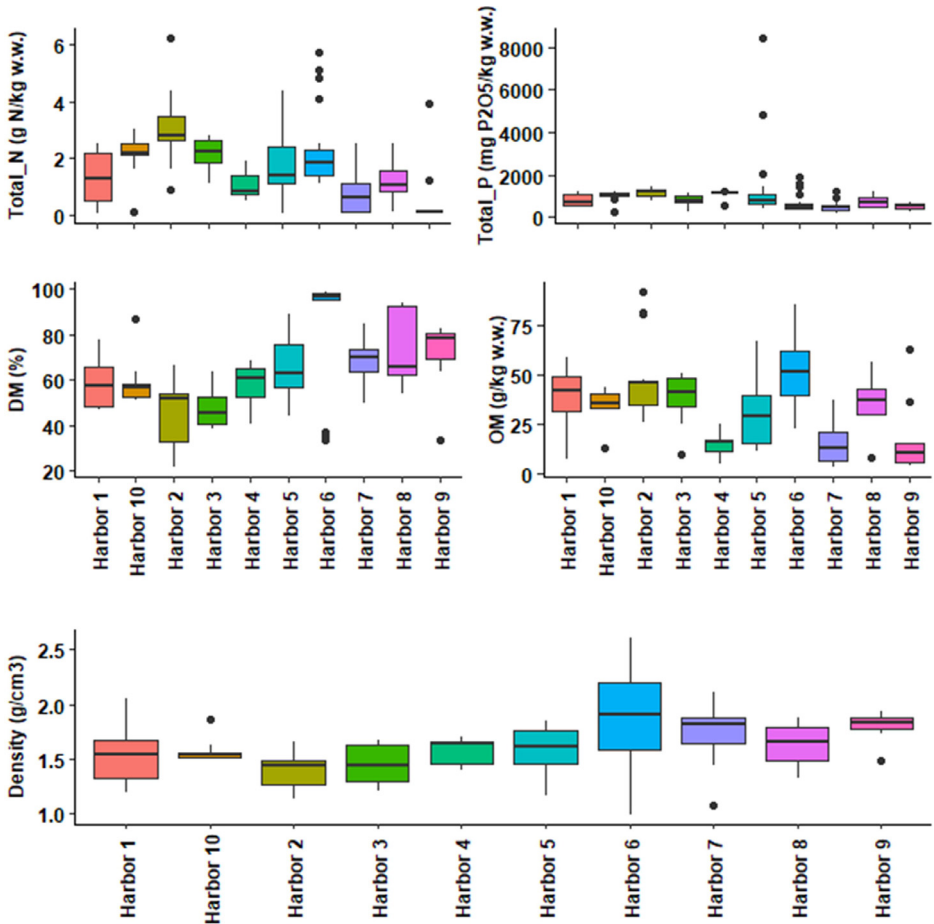 Total_N (g N/kg w.w.)
6
4
2
0
Total_P (mg P2O5/kg w.w.)
8000
6000
4000
2000
0
DM (%)
100
80
60
40
20
Harbor 1
Harbor 10
Harbor 2
Harbor 3
Harbor 4
Harbor 5
Harbor 6
Harbor 7
Harbor 8
Harbor 9
OM (g/kg w.w.)
75
50
25
0
Harbor 1
Harbor 10
Harbor 2
Harbor 3
Harbor 4
Harbor 5
Harbor 6
Harbor 7
Harbor 8
Harbor 9
Density (g/cm3)
2.5
2.0
1.5
1.0
Harbor 1
Harbor 10
Harbor 2
Harbor 3
Harbor 4
Harbor 5
Harbor 6
Harbor 7
Harbor 8
Harbor 9